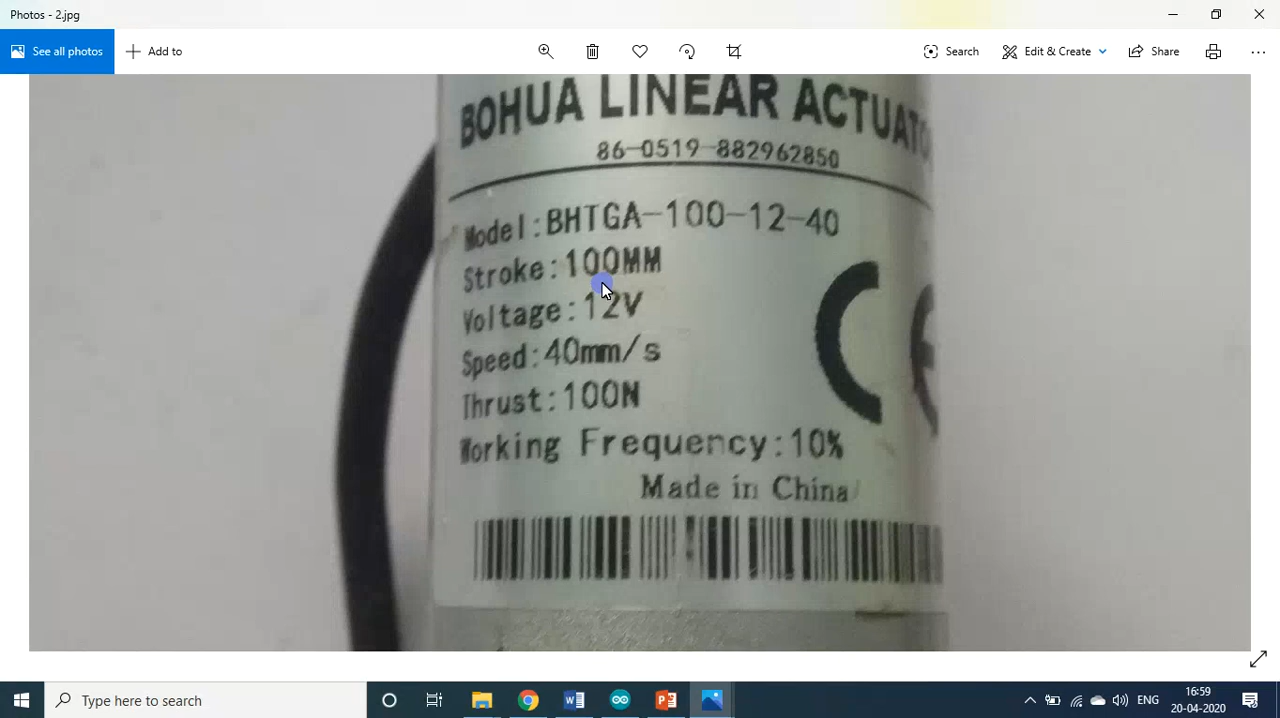 Photos - 2.jpg
See all photos
Add to
Search
Edit & Create
Share
BOHUA LINEAR
86-0519-882962850
Model:BHTGA-100-12-40
Stroke:100MM
Voltage:12V
Speed:40mm/s
Thrust:100N
Working Frequency:10%
Made in China
CE
Type here to search
ENG
16:59
20-04-2020